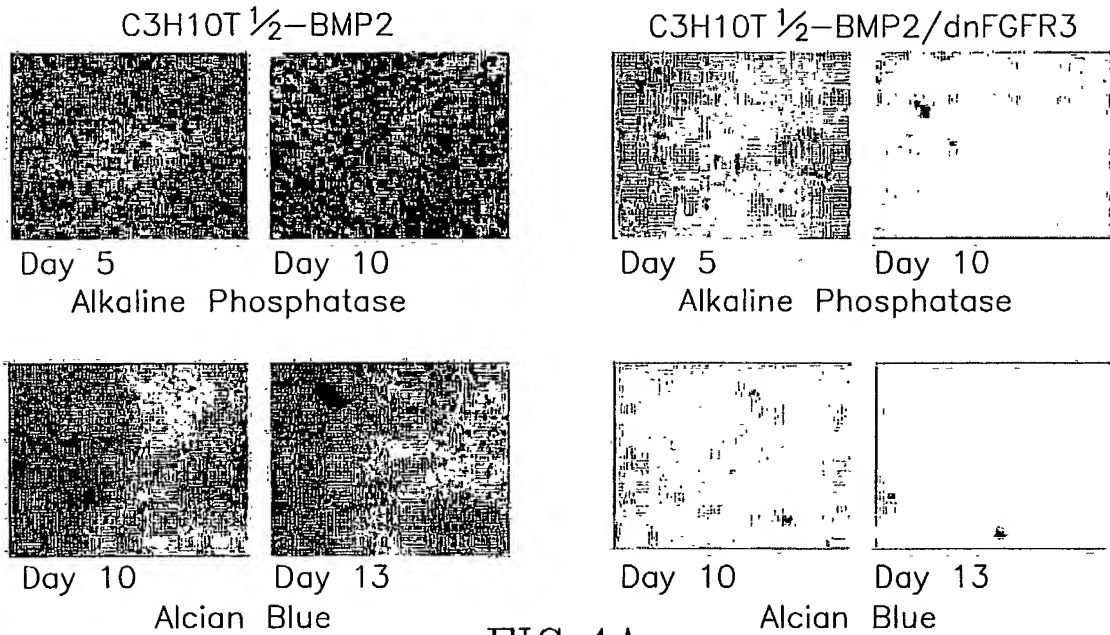 C3H10T ½–BMP2
C3H10T ½–BMP2/dnFGFR3
Day 5
Day 10
Day 5
Day 10
Alkaline Phosphatase
Alkaline Phosphatase
Day 10
Day 13
Day 10
Day 13
Alcian Blue
Alcian Blue